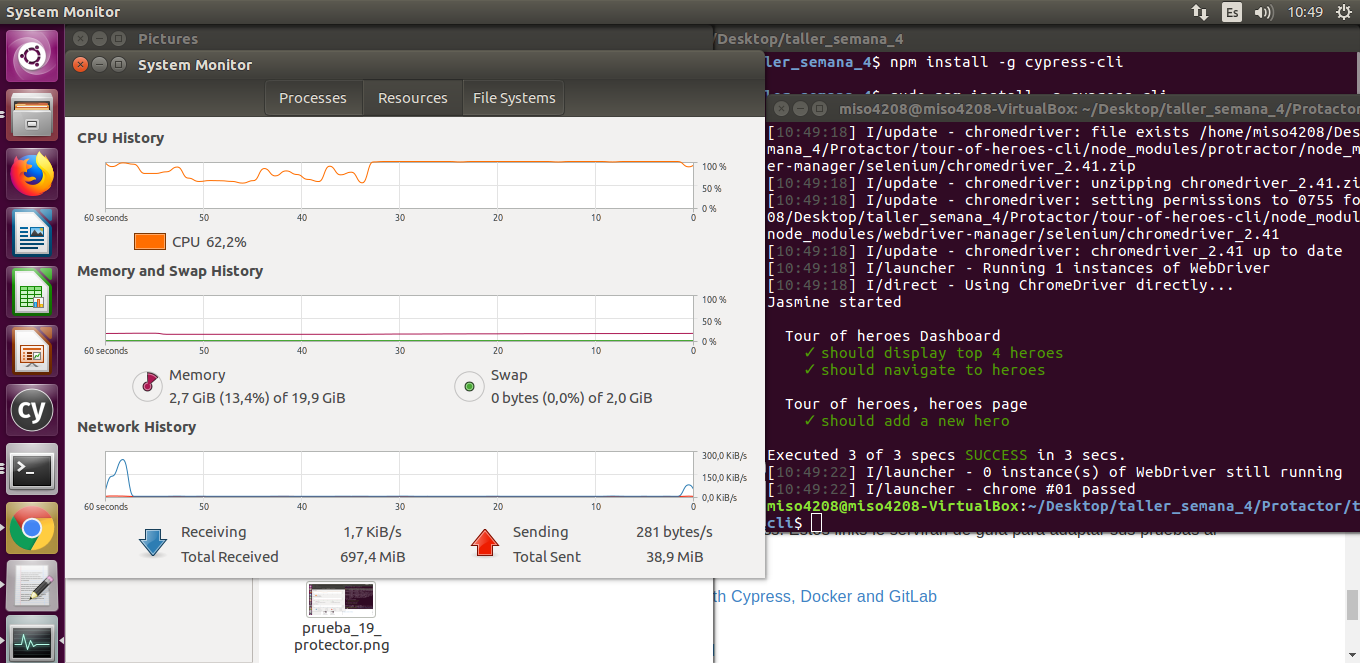 System Monitor
Es
10:49
Pictures
/Desktop/taller_semana_4
System Monitor
ler_semana_4$ npm install -g cypress-cli
Processes
Resources
File Systems
miso4208@miso4208-VirtualBox: ~/Desktop/taller_semana_4/Protactor
CPU History
100 %
50 %
0 %
60 seconds
50
40
30
20
10
0
CPU 62,2%
Memory and Swap History
100 %
50 %
0 %
60 seconds
50
40
30
20
10
0
Memory
2,7 GiB (13,4%) of 19,9 GiB
Swap
0 bytes (0,0%) of 2,0 GiB
Network History
300,0 KiB/s
150,0 KiB/s
0,0 KiB/s
60 seconds
50
40
30
20
10
0
Receiving
1,7 KiB/s
Total Received
697,4 MiB
Sending
281 bytes/s
Total Sent
38,9 MiB
[10:49:18] I/update - chromedriver: file exists /home/miso4208/Des
mana_4/Protactor/tour-of-heroes-cli/node_modules/protractor/node_m
er-manager/selenium/chromedriver_2.41.zip
[10:49:18] I/update - chromedriver: unzipping chromedriver_2.41.zi
[10:49:18] I/update - chromedriver: setting permissions to 0755 fo
08/Desktop/taller_semana_4/Protactor/tour-of-heroes-cli/node_modul
node_modules/webdriver-manager/selenium/chromedriver_2.41
[10:49:18] I/update - chromedriver: chromedriver_2.41 up to date
[10:49:18] I/launcher - Running 1 instances of WebDriver
[10:49:18] I/direct - Using ChromeDriver directly...
Jasmine started
Tour of heroes Dashboard
✓ should display top 4 heroes
✓ should navigate to heroes
Tour of heroes, heroes page
✓ should add a new hero
Executed 3 of 3 specs SUCCESS in 3 secs.
[10:49:22] I/launcher - 0 instance(s) of WebDriver still running
[10:49:22] I/launcher - chrome #01 passed
miso4208@miso4208-VirtualBox:~/Desktop/taller_semana_4/Protactor/t
cli$
th Cypress, Docker and GitLab
prueba_19_
protector.png
cy